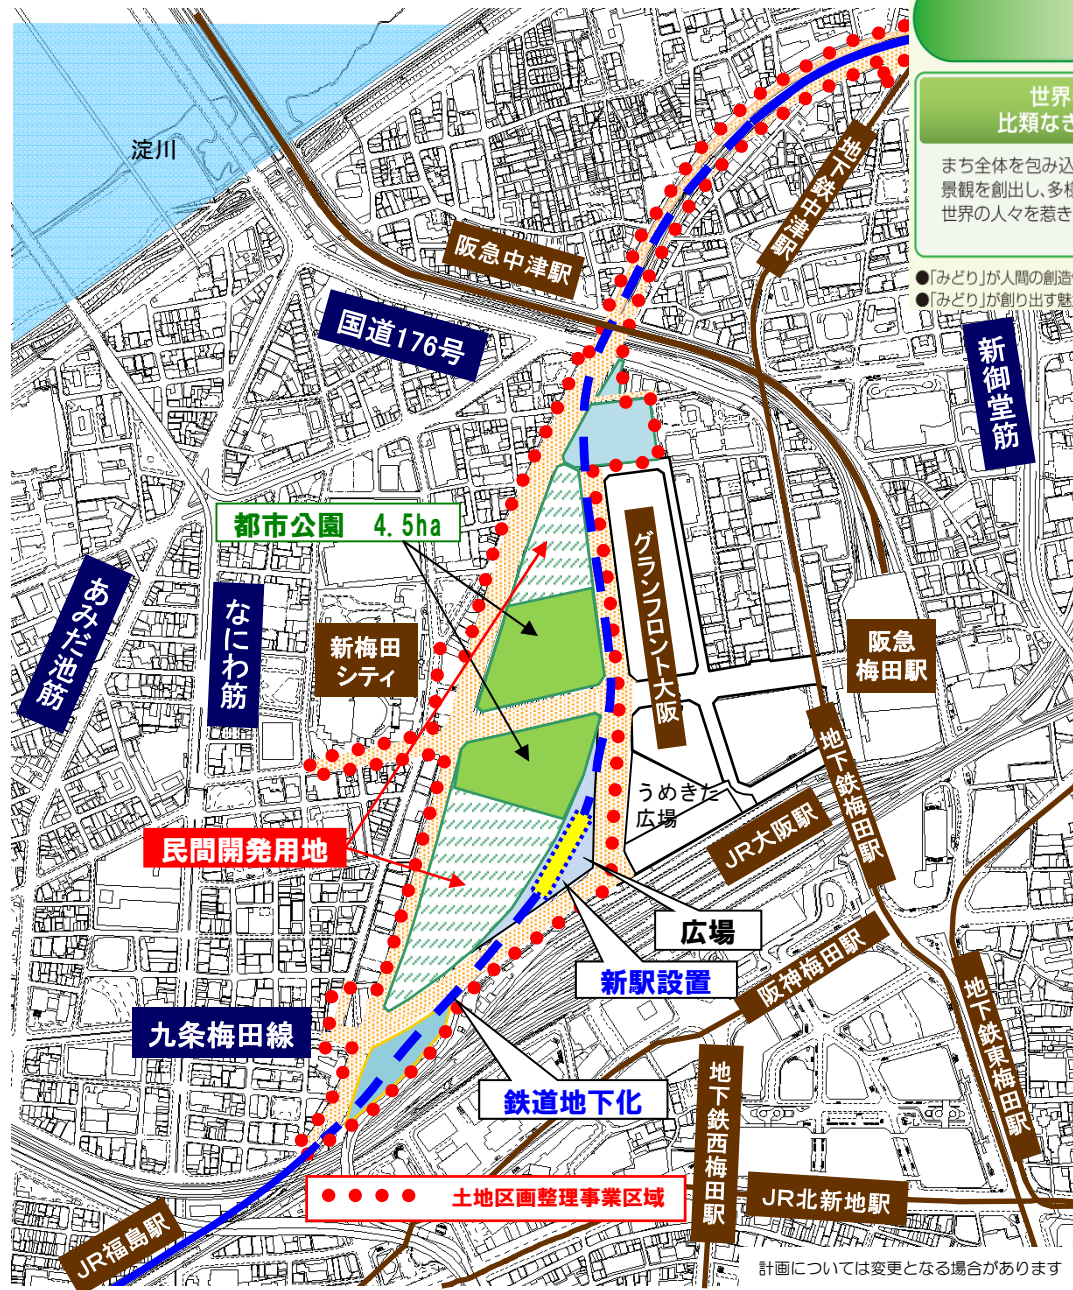 世界
比類なき
まち全体を包み込
景観を創出し、多様
世界の人々を惹き
●「みどり」が人間の創造
●「みどり」が創り出す魅
淀川
地下鉄中津駅
阪急中津駅
国道176号
新御堂筋
都市公園 4.5ha
グランフロント大阪
あみだ池筋
なにわ筋
新梅田
シティ
阪急
梅田駅
地下鉄梅田駅
うめきた
広場
JR大阪駅
民間開発用地
広場
新駅設置
阪神梅田駅
地下鉄東梅田駅
九条梅田線
鉄道地下化
地下鉄西梅田駅
土地区画整理事業区域
JR北新地駅
JR福島駅
計画については変更となる場合があります